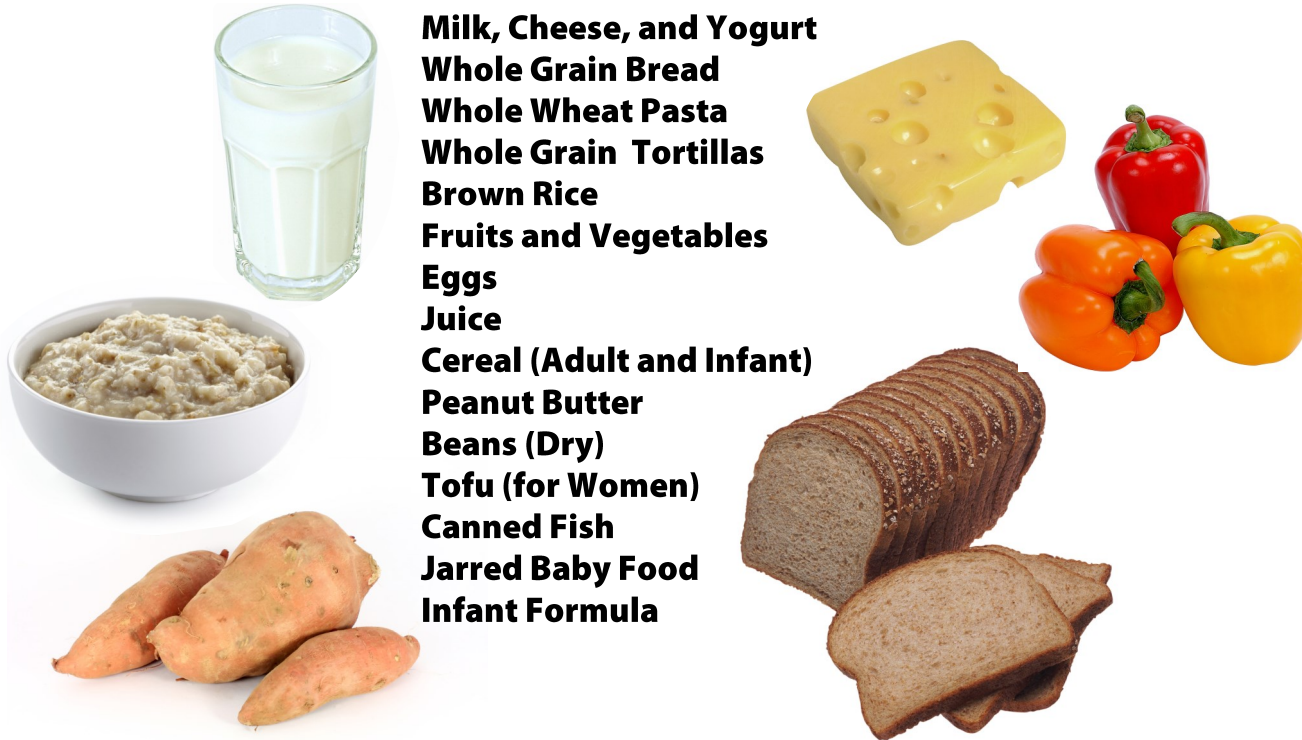 Milk, Cheese, and Yogurt
Whole Grain Bread
Whole Wheat Pasta
Whole Grain  Tortillas
Brown Rice
Fruits and Vegetables
Eggs
Juice
Cereal (Adult and Infant)
Peanut Butter
Beans (Dry)
Tofu (for Women)
Canned Fish
Jarred Baby Food
Infant Formula